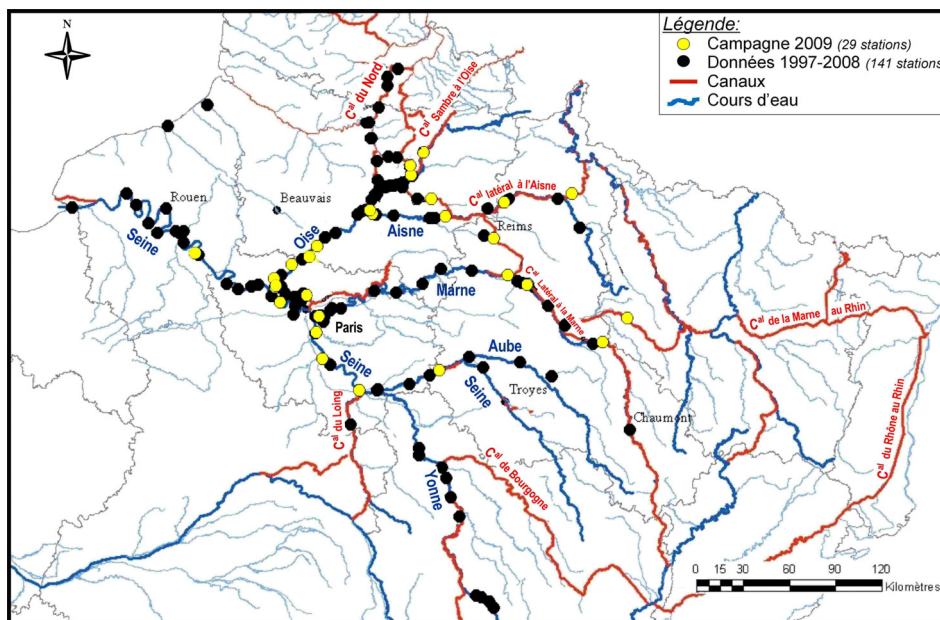 N
Légende:
Campagne 2009 (29 stations)
Données 1997-2008 (141 stations
Canaux
Cours d'eau
Cal du Nord
Cal Sambre à l'Oise
Rouen
Beauvais
Cal latéral à l'Aisne
Seine
Oise
Aisne
Reims
Marne
Cal Latéral à la Marne
Cal de la Marne au Rhin
Paris
Seine
Aube
Seine
Troyes
Chaumont
Cal du Loing
Yonne
Cal de Bourgogne
Cal du Rhône au Rhin
0 15 30 60 90 120
Kilomètres